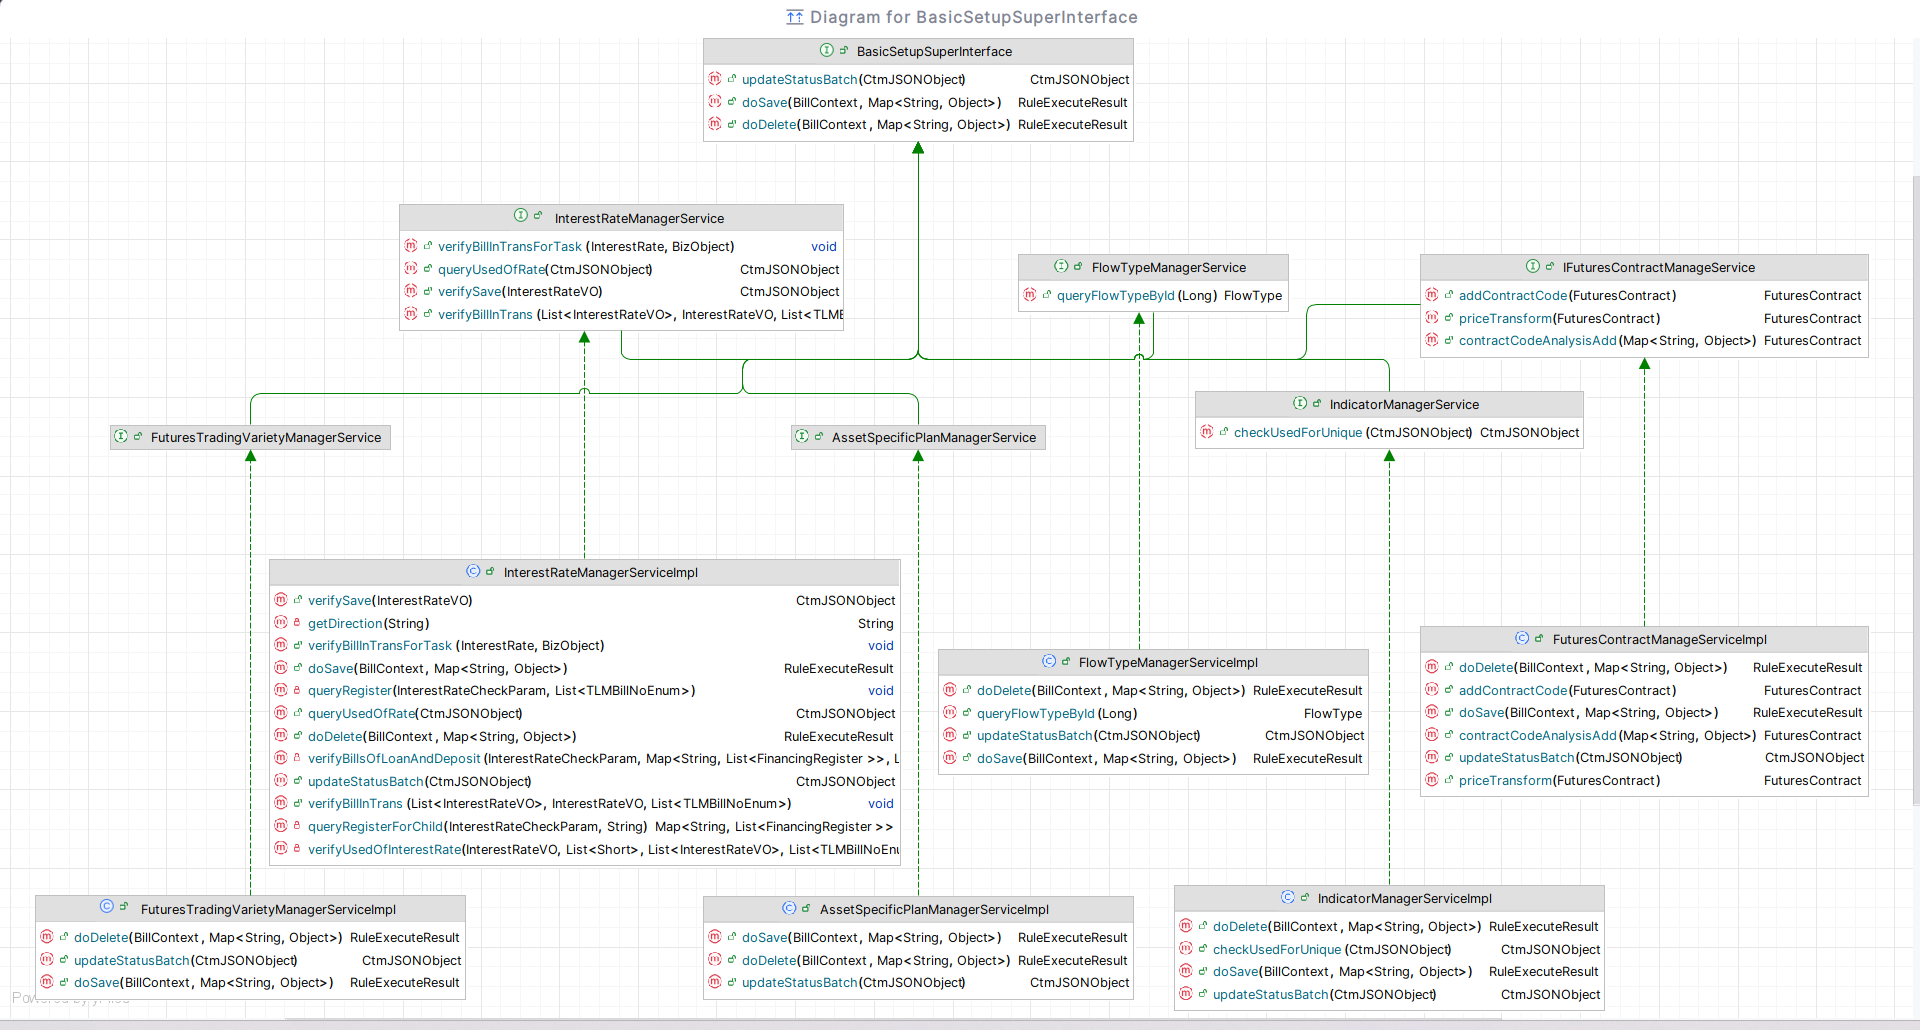 Diagram for BasicSetupSuperInterface
BasicSetupSuperInterface
updateStatusBatch(CtmJSONObject) CtmJSONObject
doSave(BillContext, Map<String, Object>) RuleExecuteResult
doDelete(BillContext, Map<String, Object>) RuleExecuteResult
InterestRateManagerService
verifyBillInTransForTask (InterestRate, BizObject) void
queryUsedOfRate(CtmJSONObject) CtmJSONObject
verifySave(InterestRateVO) CtmJSONObject
verifyBillInTrans (List<InterestRateVO>, InterestRateVO, List<TLME
FlowTypeManagerService
queryFlowTypeById (Long) FlowType
IFuturesContractManageService
addContractCode(FuturesContract) FuturesContract
priceTransform(FuturesContract) FuturesContract
contractCodeAnalysisAdd(Map<String, Object>) FuturesContract
FuturesTradingVarietyManagerService
AssetSpecificPlanManagerService
IndicatorManagerService
checkUsedForUnique (CtmJSONObject) CtmJSONObject
InterestRateManagerServiceImpl
verifySave(InterestRateVO) CtmJSONObject
getDirection(String) String
verifyBillInTransForTask (InterestRate, BizObject) void
doSave(BillContext, Map<String, Object>) RuleExecuteResult
queryRegister(InterestRateCheckParam, List<TLMBillNoEnum>) void
queryUsedOfRate(CtmJSONObject) CtmJSONObject
doDelete(BillContext, Map<String, Object>) RuleExecuteResult
verifyBillsOfLoanAndDeposit (InterestRateCheckParam, Map<String, List<FinancingRegister >>, L
updateStatusBatch(CtmJSONObject) CtmJSONObject
verifyBillInTrans (List<InterestRateVO>, InterestRateVO, List<TLMBillNoEnum>) void
queryRegisterForChild(InterestRateCheckParam, String) Map<String, List<FinancingRegister >>
verifyUsedOfInterestRate(InterestRateVO, List<Short>, List<InterestRateVO>, List<TLMBillNoEnu
FlowTypeManagerServiceImpl
doDelete(BillContext, Map<String, Object>) RuleExecuteResult
queryFlowTypeById (Long) FlowType
updateStatusBatch(CtmJSONObject) CtmJSONObject
doSave(BillContext, Map<String, Object>) RuleExecuteResult
FuturesContractManageServiceImpl
doDelete(BillContext, Map<String, Object>) RuleExecuteResult
addContractCode(FuturesContract) FuturesContract
doSave(BillContext, Map<String, Object>) RuleExecuteResult
contractCodeAnalysisAdd(Map<String, Object>) FuturesContract
updateStatusBatch(CtmJSONObject) CtmJSONObject
priceTransform(FuturesContract) FuturesContract
FuturesTradingVarietyManagerServiceImpl
doDelete(BillContext, Map<String, Object>) RuleExecuteResult
updateStatusBatch(CtmJSONObject) CtmJSONObject
doSave(BillContext, Map<String, Object>) RuleExecuteResult
AssetSpecificPlanManagerServiceImpl
doSave(BillContext, Map<String, Object>) RuleExecuteResult
doDelete(BillContext, Map<String, Object>) RuleExecuteResult
updateStatusBatch(CtmJSONObject) CtmJSONObject
IndicatorManagerServiceImpl
doDelete(BillContext, Map<String, Object>) RuleExecuteResult
checkUsedForUnique (CtmJSONObject) CtmJSONObject
doSave(BillContext, Map<String, Object>) RuleExecuteResult
updateStatusBatch(CtmJSONObject) CtmJSONObject